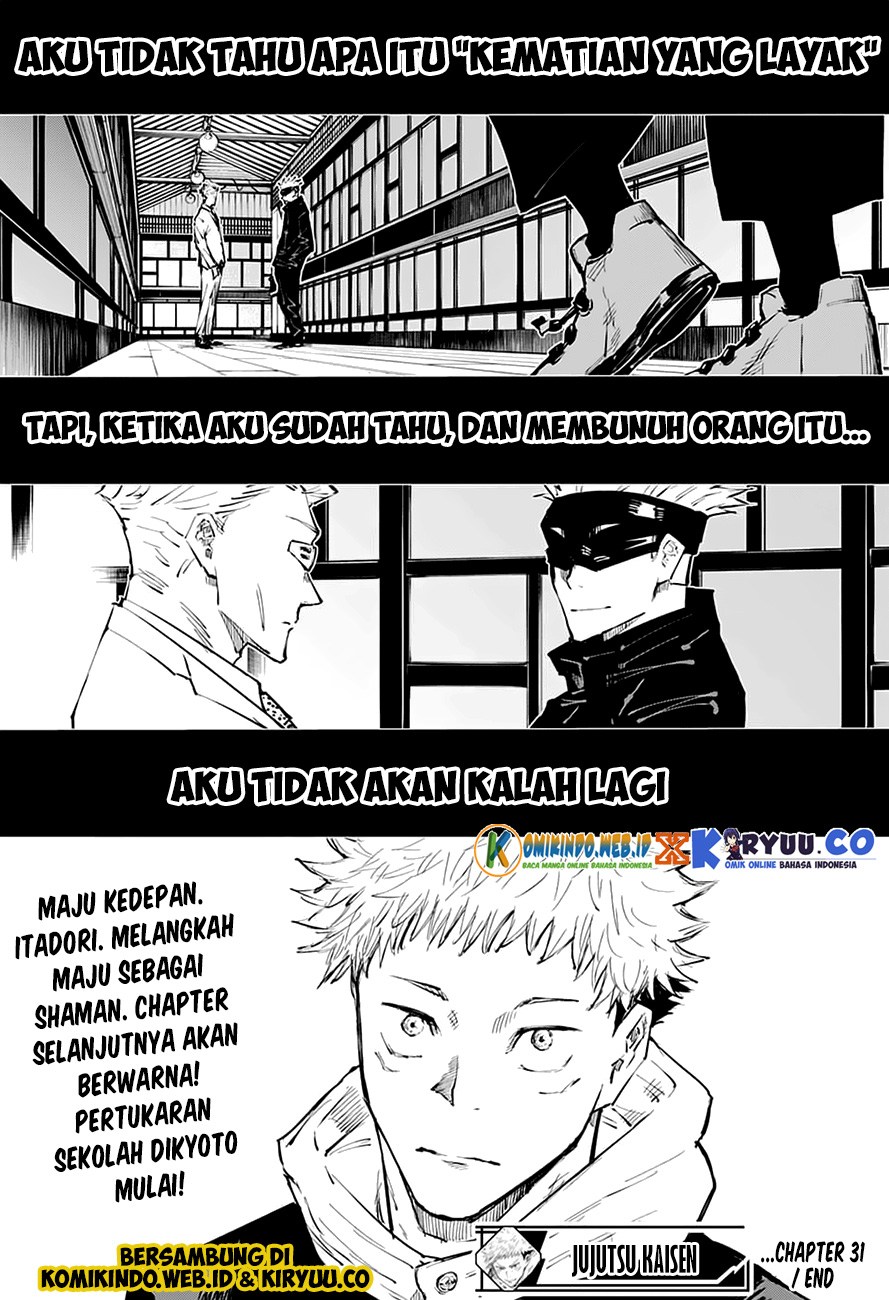 AKU TIDAK TAHU APA ITU "KEMATIAN YANG LAYAK"
TAPI, KETIKA AKU SUDAH TAHU, DAN MEMBUNUH ORANG ITU...
AKU TIDAK AKAN KALAH LAGI
KOMIKINDO.WEB.ID X KIRYUU.CO
BACA MANGA ONLINE BAHASA INDONESIA
OMIK ONLINE BAHASA INDONESIA
MAJU KEDEPAN.
ITADORI. MELANGKAH
MAJU SEBAGAI
SHAMAN. CHAPTER
SELANJUTNYA AKAN
BERWARNA!
PERTUKARAN
SEKOLAH DIKYOTO
MULAI!
BERSAMBUNG DI
KOMIKINDO.WEB.ID & KIRYUU.CO
JUJUTSU KAISEN
...CHAPTER 31
/ END